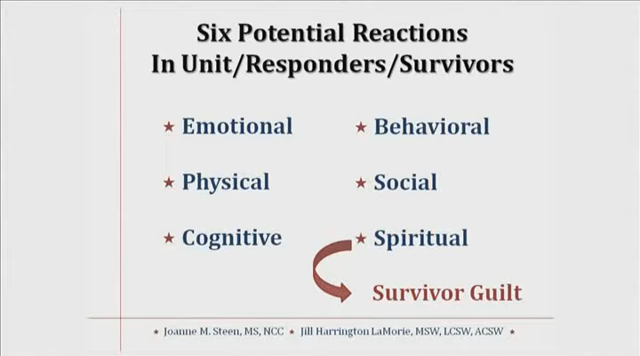 Six Potential Reactions
In Unit/Responders/Survivors
Emotional
Physical
Cognitive
Behavioral
Social
Spiritual
Survivor Guilt
Joanne M. Steen, MS, NCC ★ Jill Harrington LaMorie, MSW, LCSW, ACSW